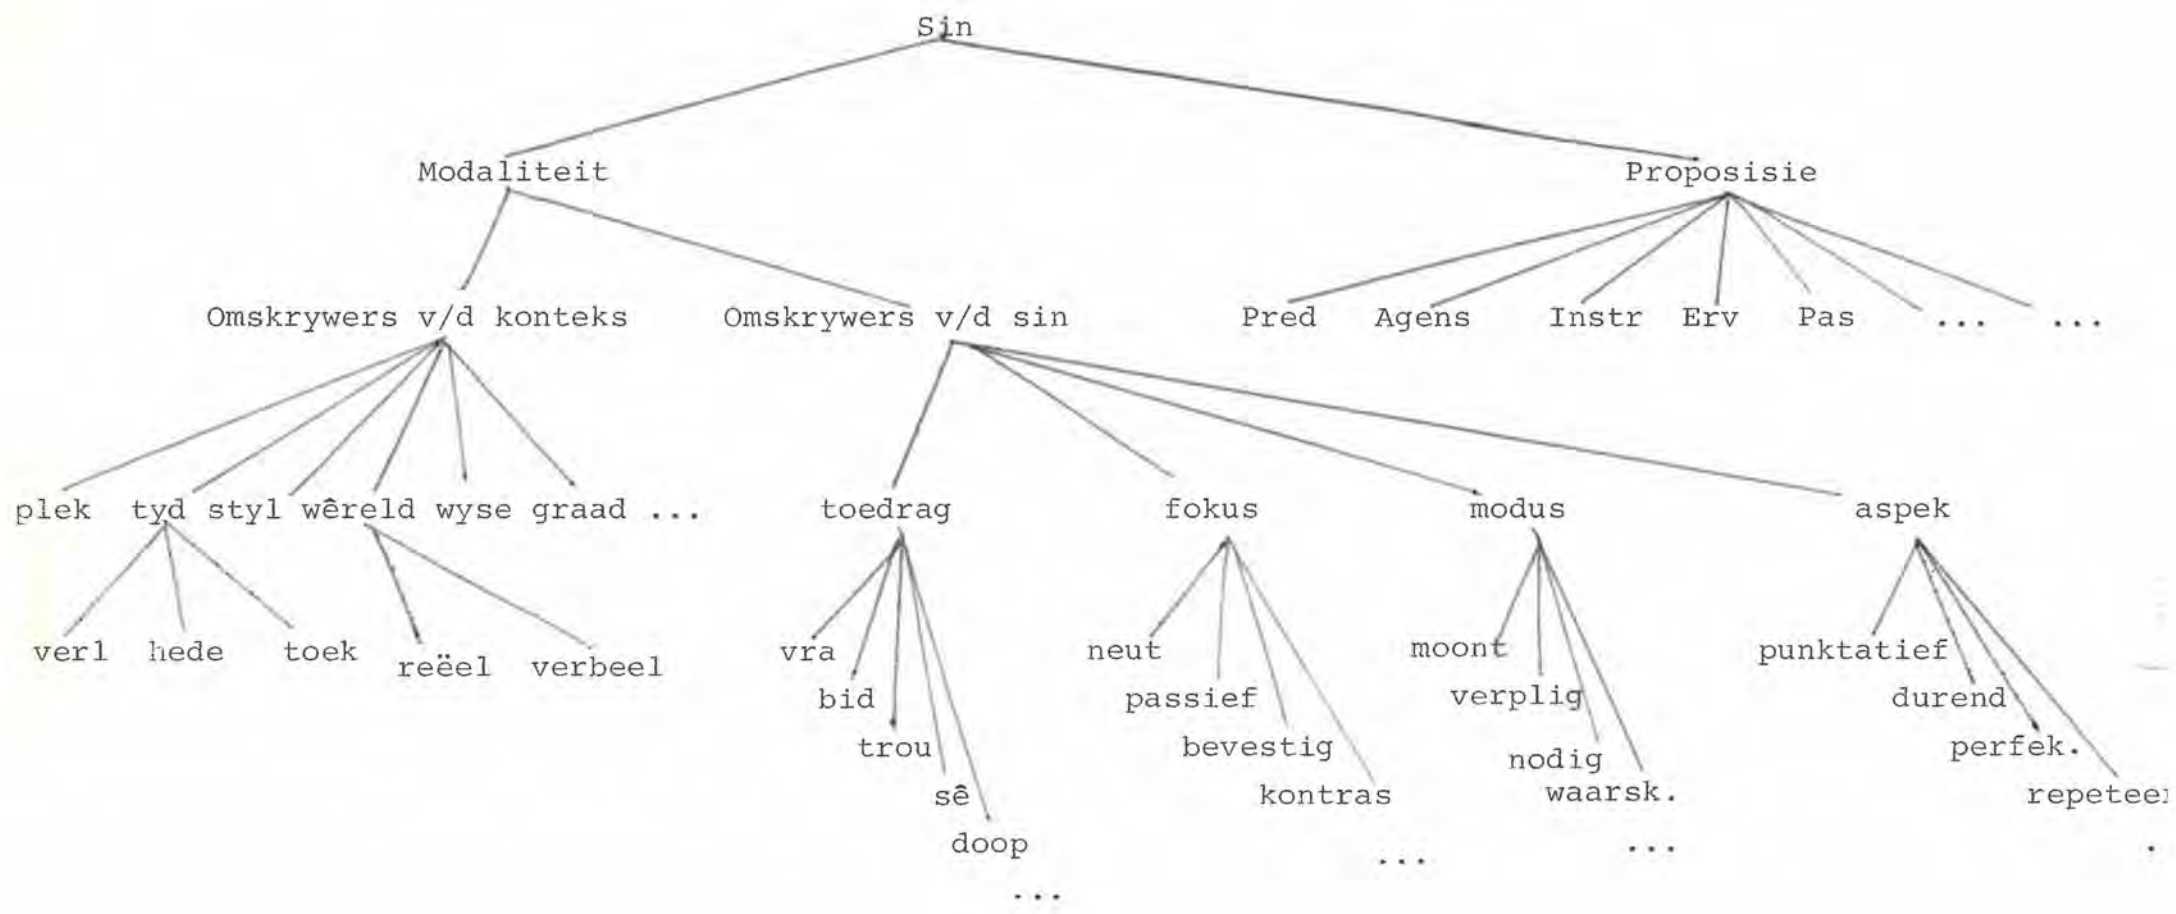 Sin
Modaliteit Proposisie
Omskrywers v/d konteks Omskrywers v/d sin Pred Agens Instr Erv Pas ... ...
plek tyd styl wêreld wyse graad ... toedrag fokus modus aspek
verl hede toek reëel verbeel vra neut moont punktatief
bid passief verplig durend
trou bevestig nodig perfek.
sê kontras waarsk. repeteer
doop ... ... .
...